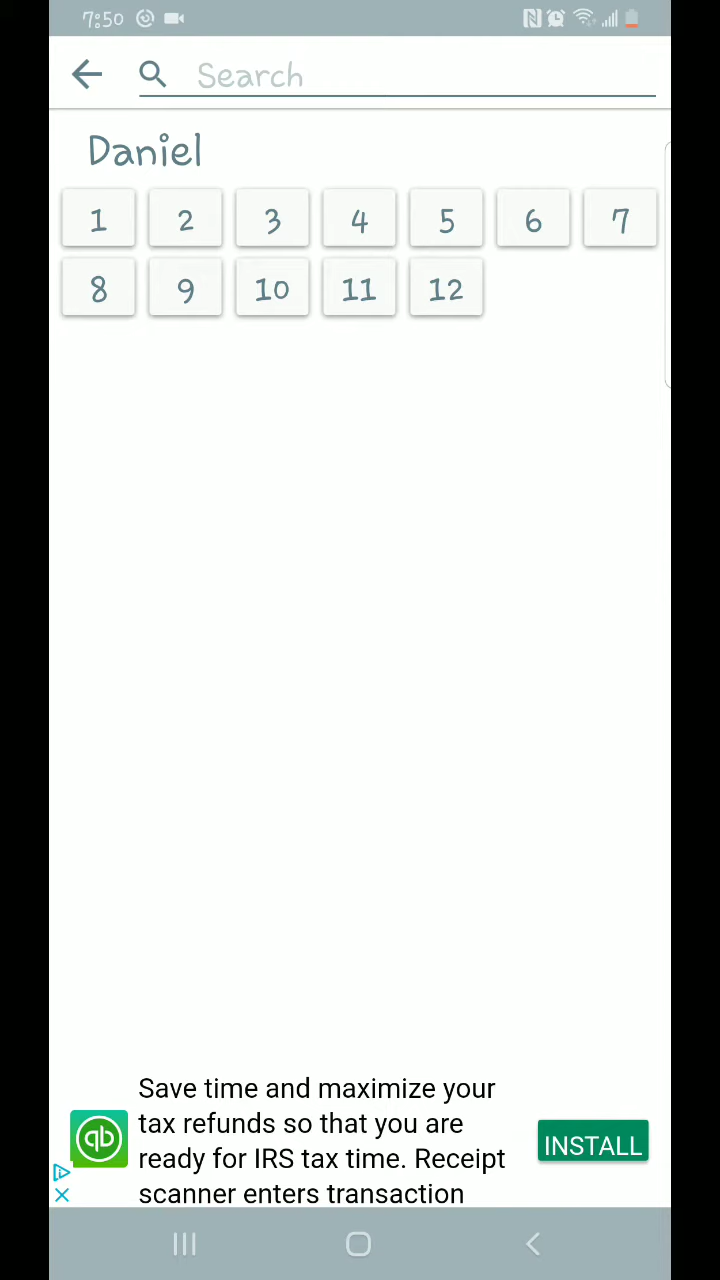 7:50
Search
Daniel
1 2 3 4 5 6 7
8 9 10 11 12
Save time and maximize your
tax refunds so that you are
ready for IRS tax time. Receipt
scanner enters transaction
INSTALL
qb